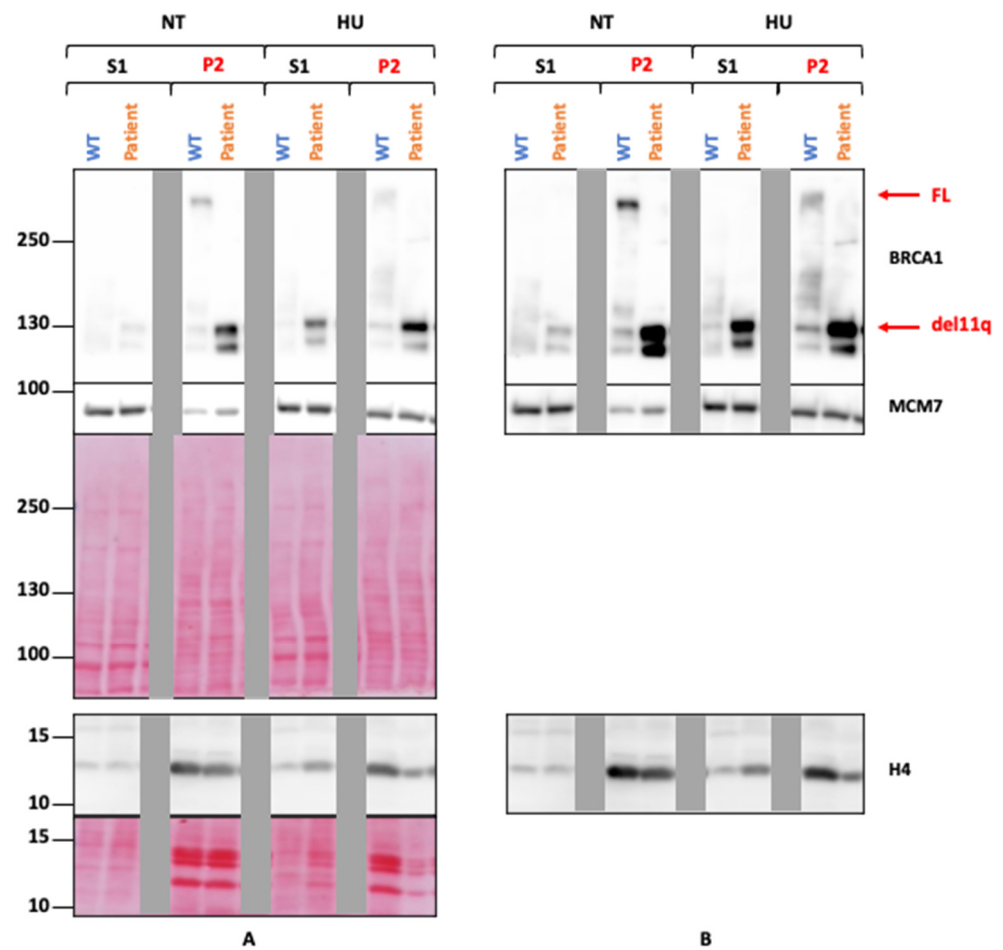 NT HU NT HU
S1 P2 S1 P2 S1 P2 S1 P2
WT Patient WT Patient WT Patient WT Patient WT Patient WT Patient WT Patient WT Patient
FL
250
BRCA1
130
del11q
100
MCM7
250
130
100
15
H4
10
15
10
A B